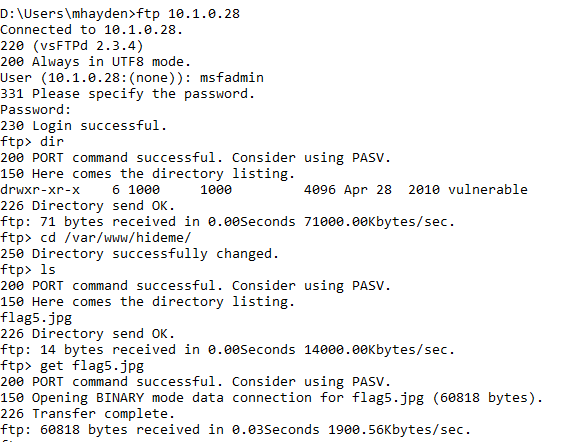 D:\Users\mhayden>ftp 10.1.0.28
Connected to 10.1.0.28.
220 (vsFTPd 2.3.4)
200 Always in UTF8 mode.
User (10.1.0.28:(none)): msfadmin
331 Please specify the password.
Password:
230 Login successful.
ftp> dir
200 PORT command successful. Consider using PASV.
150 Here comes the directory listing.
drwxr-xr-x    6 1000     1000         4096 Apr 28  2010 vulnerable
226 Directory send OK.
ftp: 71 bytes received in 0.00Seconds 71000.00Kbytes/sec.
ftp> cd /var/www/hideme/
250 Directory successfully changed.
ftp> ls
200 PORT command successful. Consider using PASV.
150 Here comes the directory listing.
flag5.jpg
226 Directory send OK.
ftp: 14 bytes received in 0.00Seconds 14000.00Kbytes/sec.
ftp> get flag5.jpg
200 PORT command successful. Consider using PASV.
150 Opening BINARY mode data connection for flag5.jpg (60818 bytes).
226 Transfer complete.
ftp: 60818 bytes received in 0.03Seconds 1900.56Kbytes/sec.